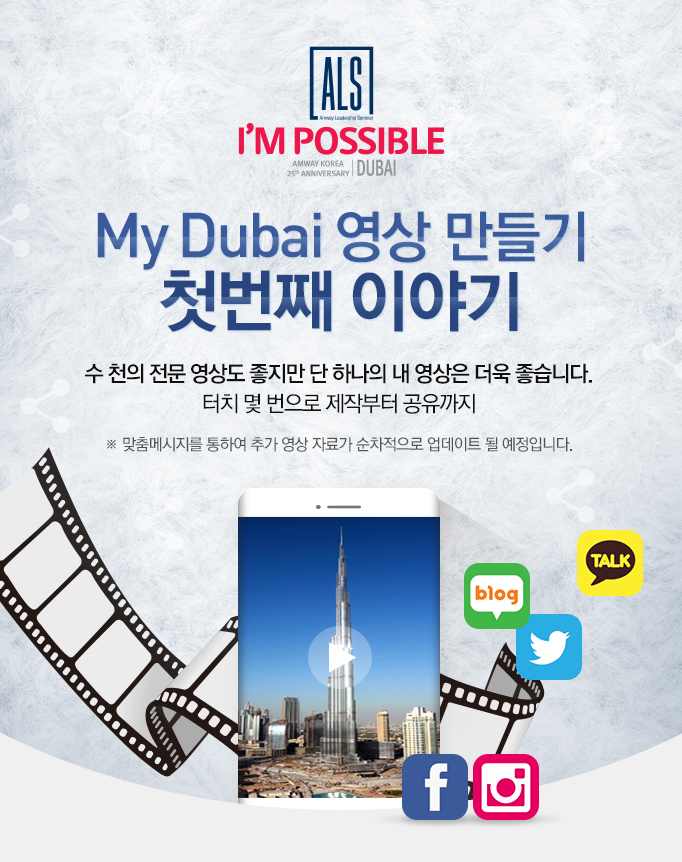 ALS
Amway Leadership Seminar
I'M POSSIBLE
AMWAY KOREA
25th ANNIVERSARY
DUBAI
My Dubai 영상 만들기
첫번째 이야기
수 천의 전문 영상도 좋지만 단 하나의 내 영상은 더욱 좋습니다.
터치 몇 번으로 제작부터 공유까지
※ 맞춤메시지를 통하여 추가 영상 자료가 순차적으로 업데이트 될 예정입니다.
TALK
blog
f